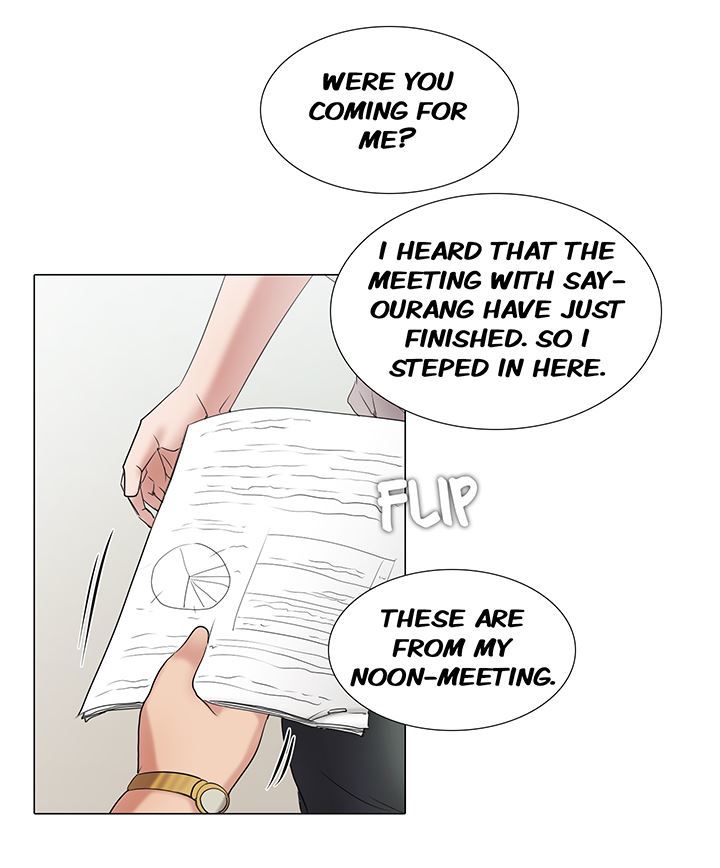 WERE YOU
COMING FOR
ME?
I HEARD THAT THE
MEETING WITH SAY-
OURANG HAVE JUST
FINISHED. SO I
STEPED IN HERE.
FLIP
THESE ARE
FROM MY
NOON-MEETING.